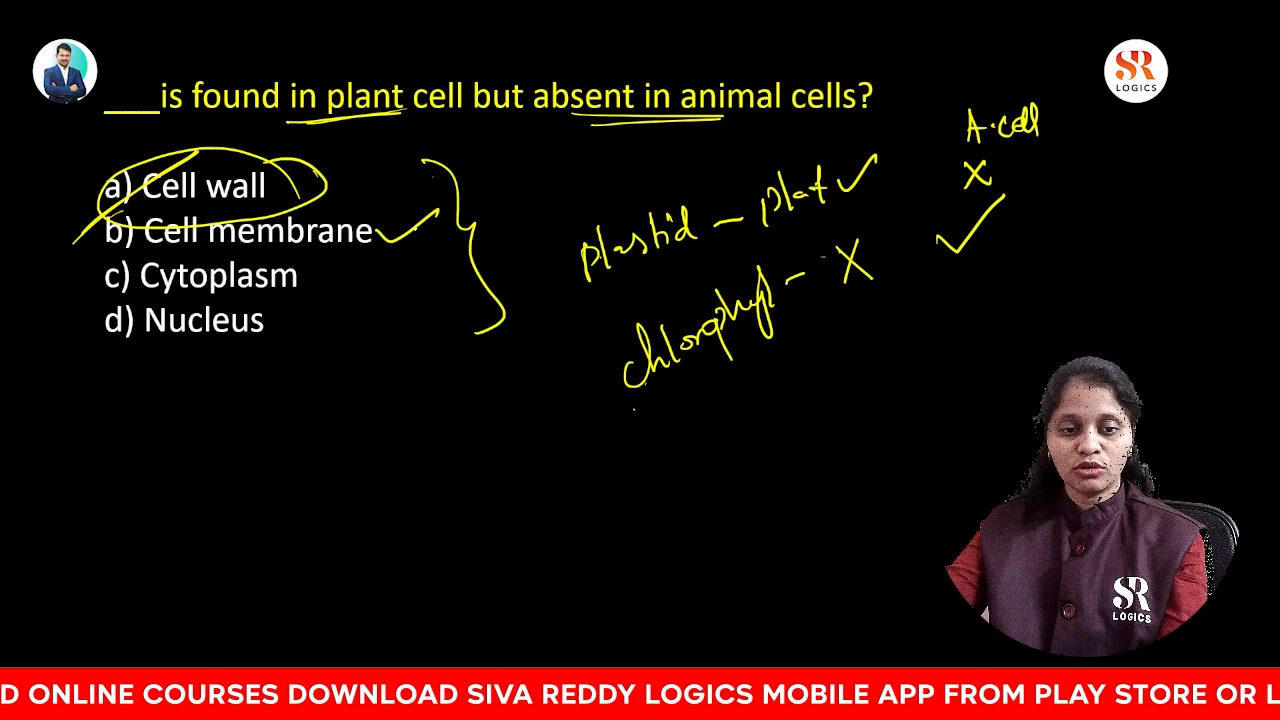 ___is found in plant cell but absent in animal cells?
SR
LOGICS
a) Cell wall
b) Cell membrane
c) Cytoplasm
d) Nucleus
A.cell
plastid - plat ✓ X
chlorophyl - X ✓
SR
LOGICS
D ONLINE COURSES DOWNLOAD SIVA REDDY LOGICS MOBILE APP FROM PLAY STORE OR L